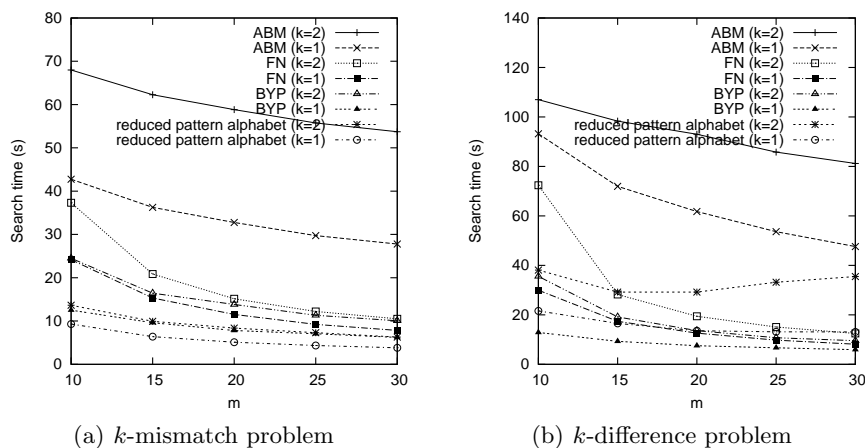 80
70
60
50
40
30
20
10
0
Search time (s)
10 15 20 25 30
m
ABM (k=2)
ABM (k=1)
FN (k=2)
FN (k=1)
BYP (k=2)
BYP (k=1)
reduced pattern alphabet (k=2)
reduced pattern alphabet (k=1)
(a) k-mismatch problem
140
120
100
80
60
40
20
0
Search time (s)
10 15 20 25 30
m
ABM (k=2)
ABM (k=1)
FN (k=2)
FN (k=1)
BYP (k=2)
BYP (k=1)
reduced pattern alphabet (k=2)
reduced pattern alphabet (k=1)
(b) k-difference problem